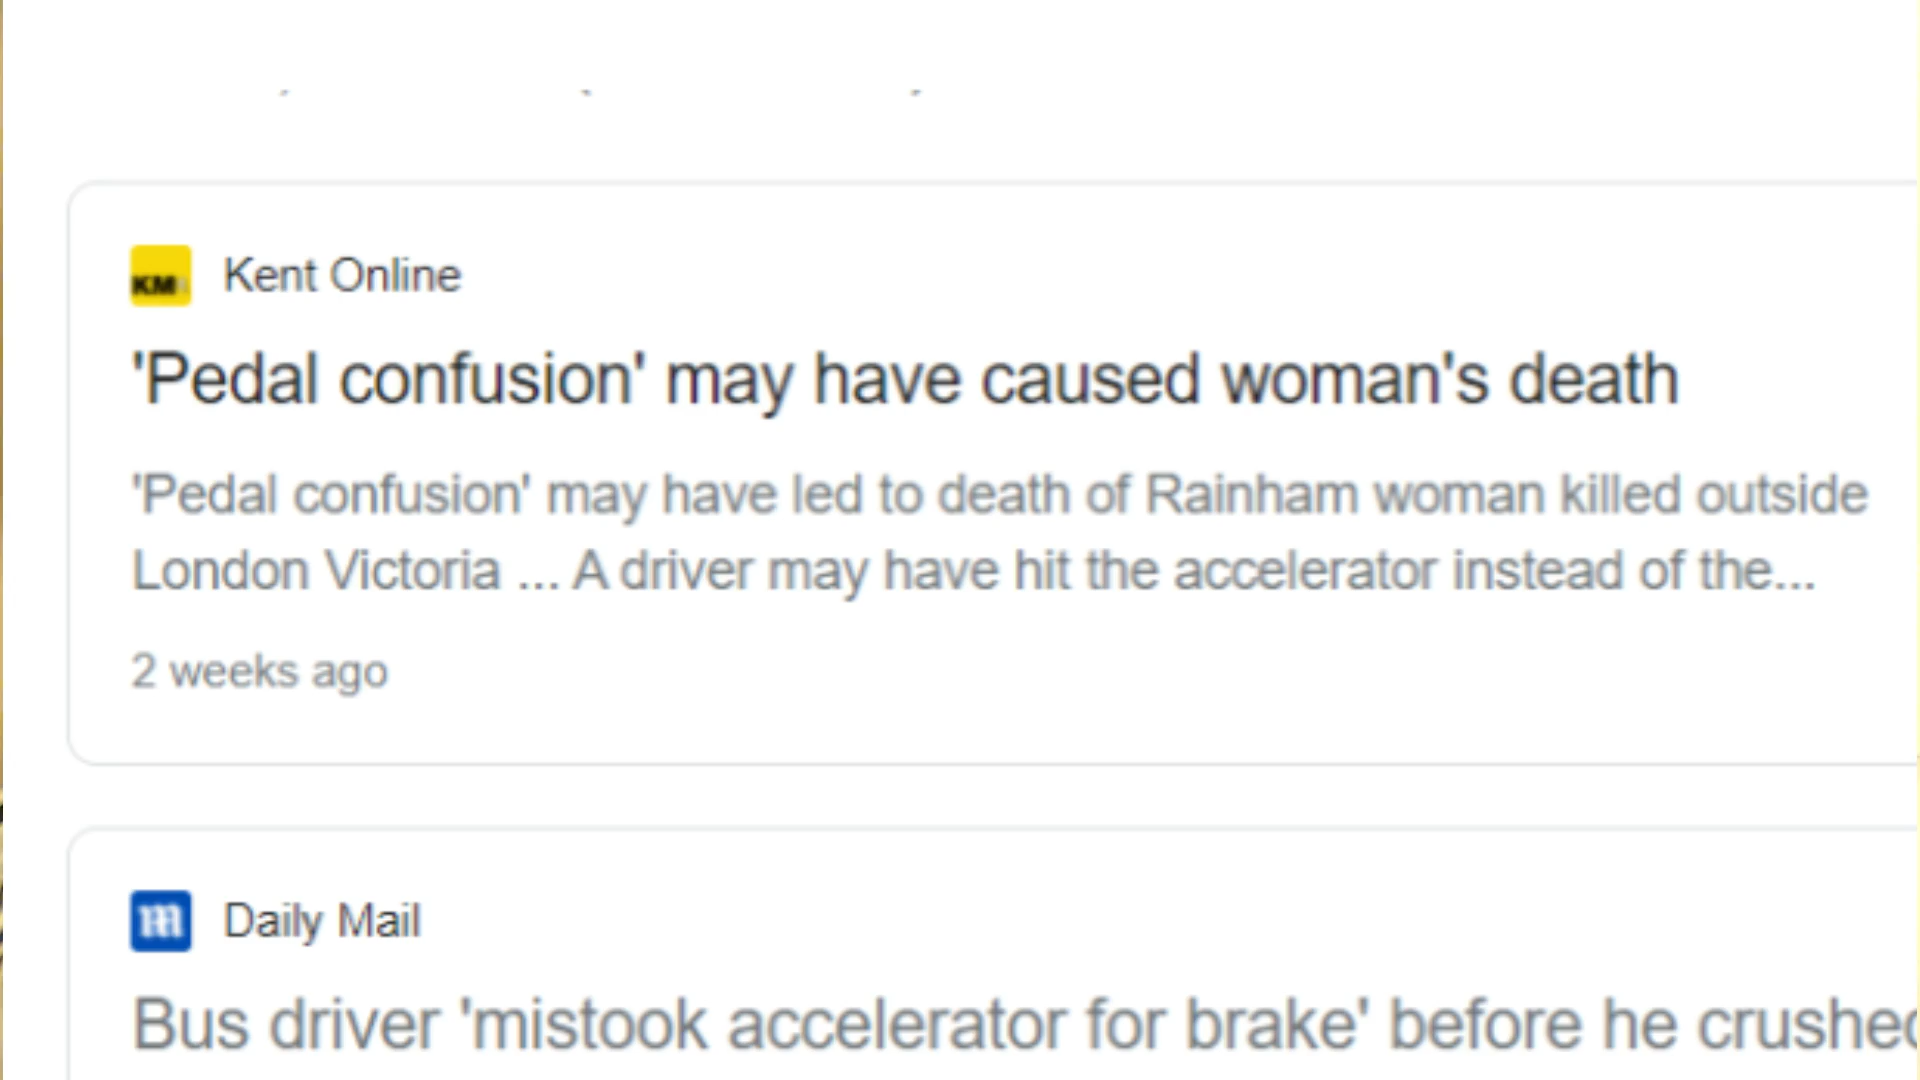 KM
Kent Online
'Pedal confusion' may have caused woman's death
'Pedal confusion' may have led to death of Rainham woman killed outside
London Victoria ... A driver may have hit the accelerator instead of the...
2 weeks ago
m
Daily Mail
Bus driver 'mistook accelerator for brake' before he crushed